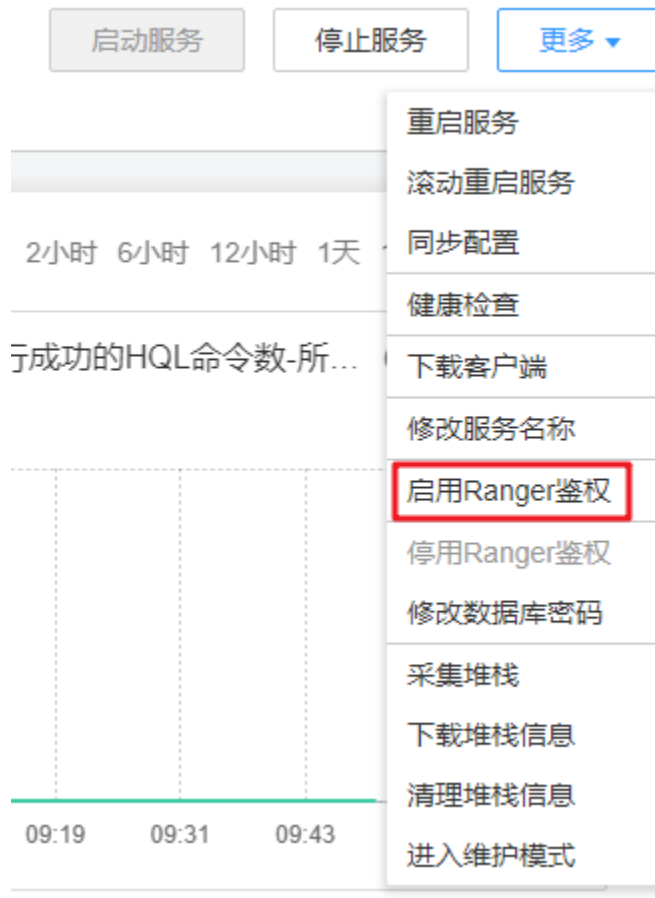 启动服务 停止服务 更多
重启服务
滚动重启服务
2小时 6小时 12小时 1天
同步配置
健康检查
行成功的HQL命令数-所...
下载客户端
修改服务名称
启用Ranger鉴权
停用Ranger鉴权
修改数据库密码
采集堆栈
下载堆栈信息
清理堆栈信息
09:19 09:31 09:43
进入维护模式